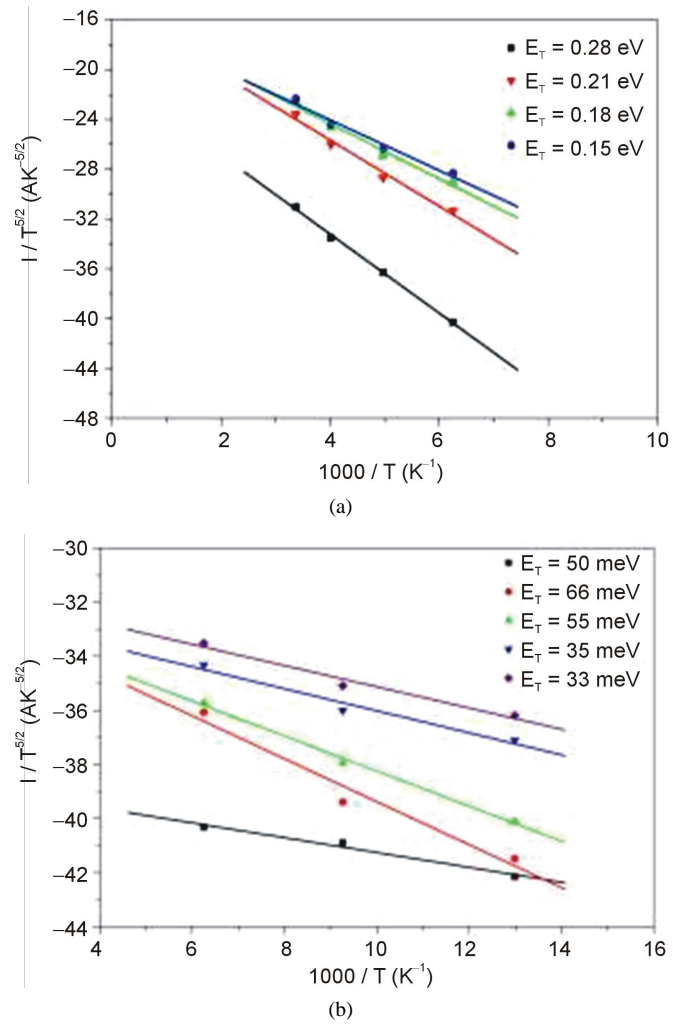 −16
−20
−24
−28
−32
−36
−40
−44
−48
I / T^5/2 (AK^−5/2)
E_T = 0.28 eV
E_T = 0.21 eV
E_T = 0.18 eV
E_T = 0.15 eV
0 2 4 6 8 10
1000 / T (K^−1)
(a)
−30
−32
−34
−36
−38
−40
−42
−44
I / T^5/2 (AK^−5/2)
E_T = 50 meV
E_T = 66 meV
E_T = 55 meV
E_T = 35 meV
E_T = 33 meV
4 6 8 10 12 14 16
1000 / T (K^−1)
(b)